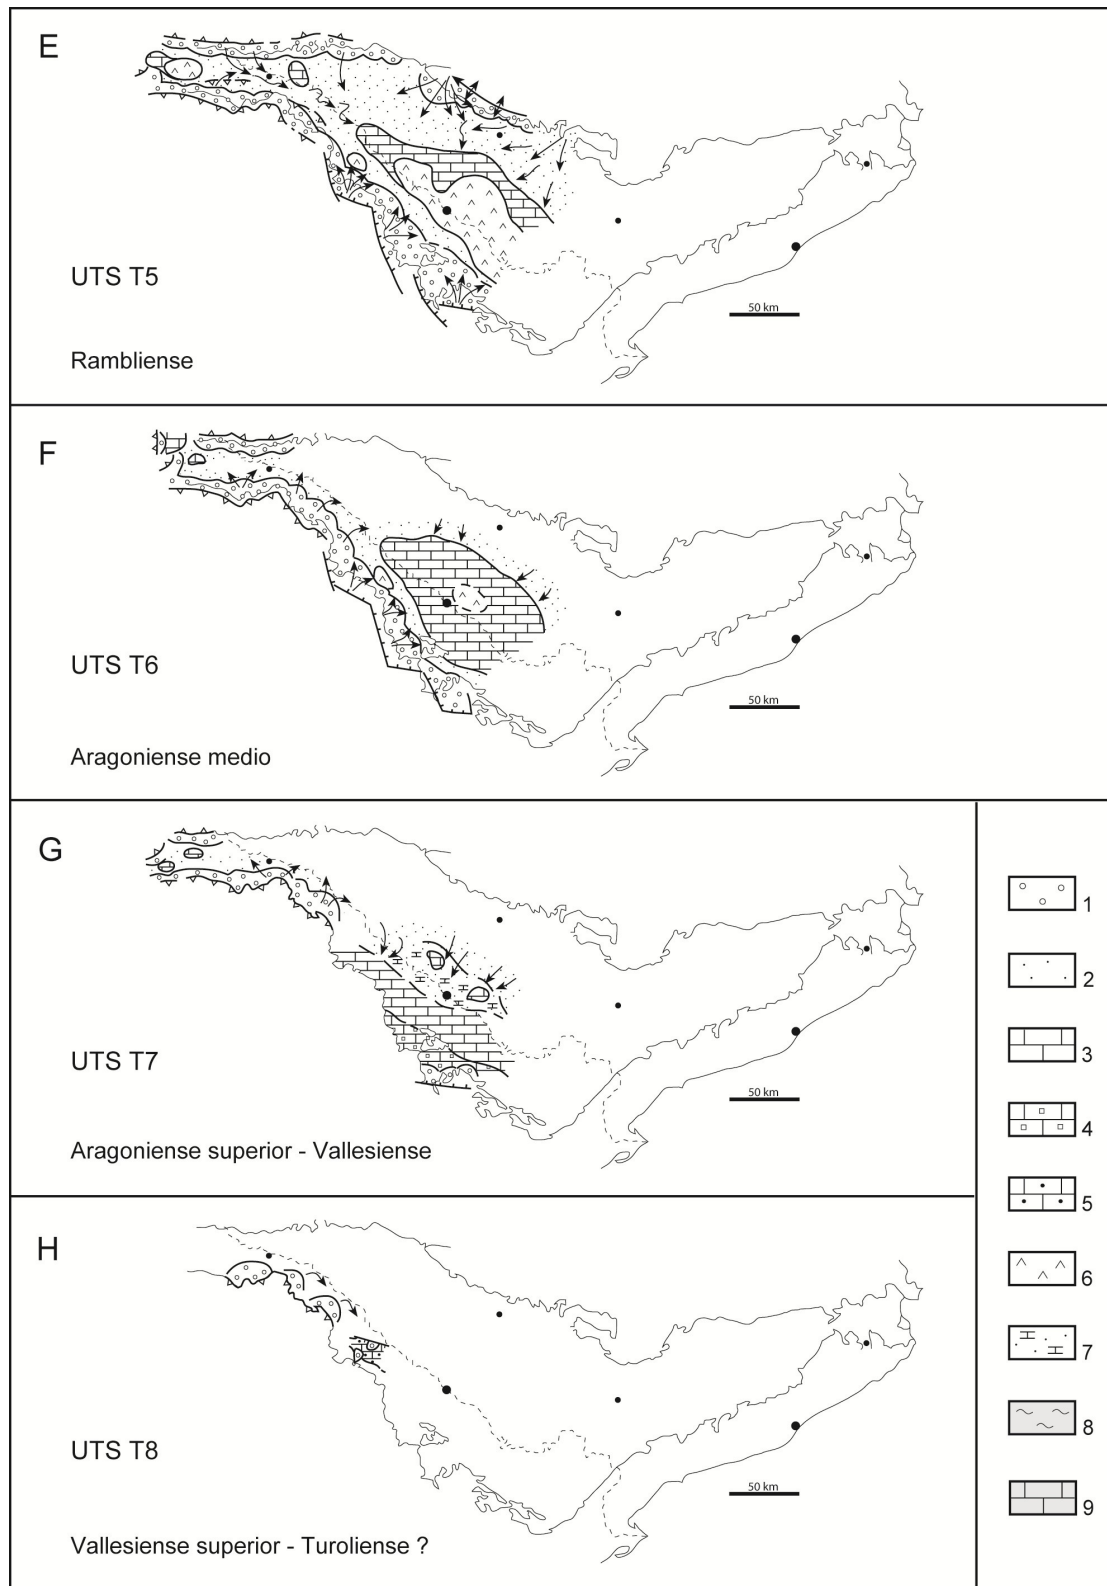 E
UTS T5
50 km
Rambliense
F
UTS T6
50 km
Aragoniense medio
G
UTS T7
50 km
Aragoniense superior - Vallesiense
H
UTS T8
50 km
Vallesiense superior - Turoliense ?
1
2
3
4
5
6
7
8
9